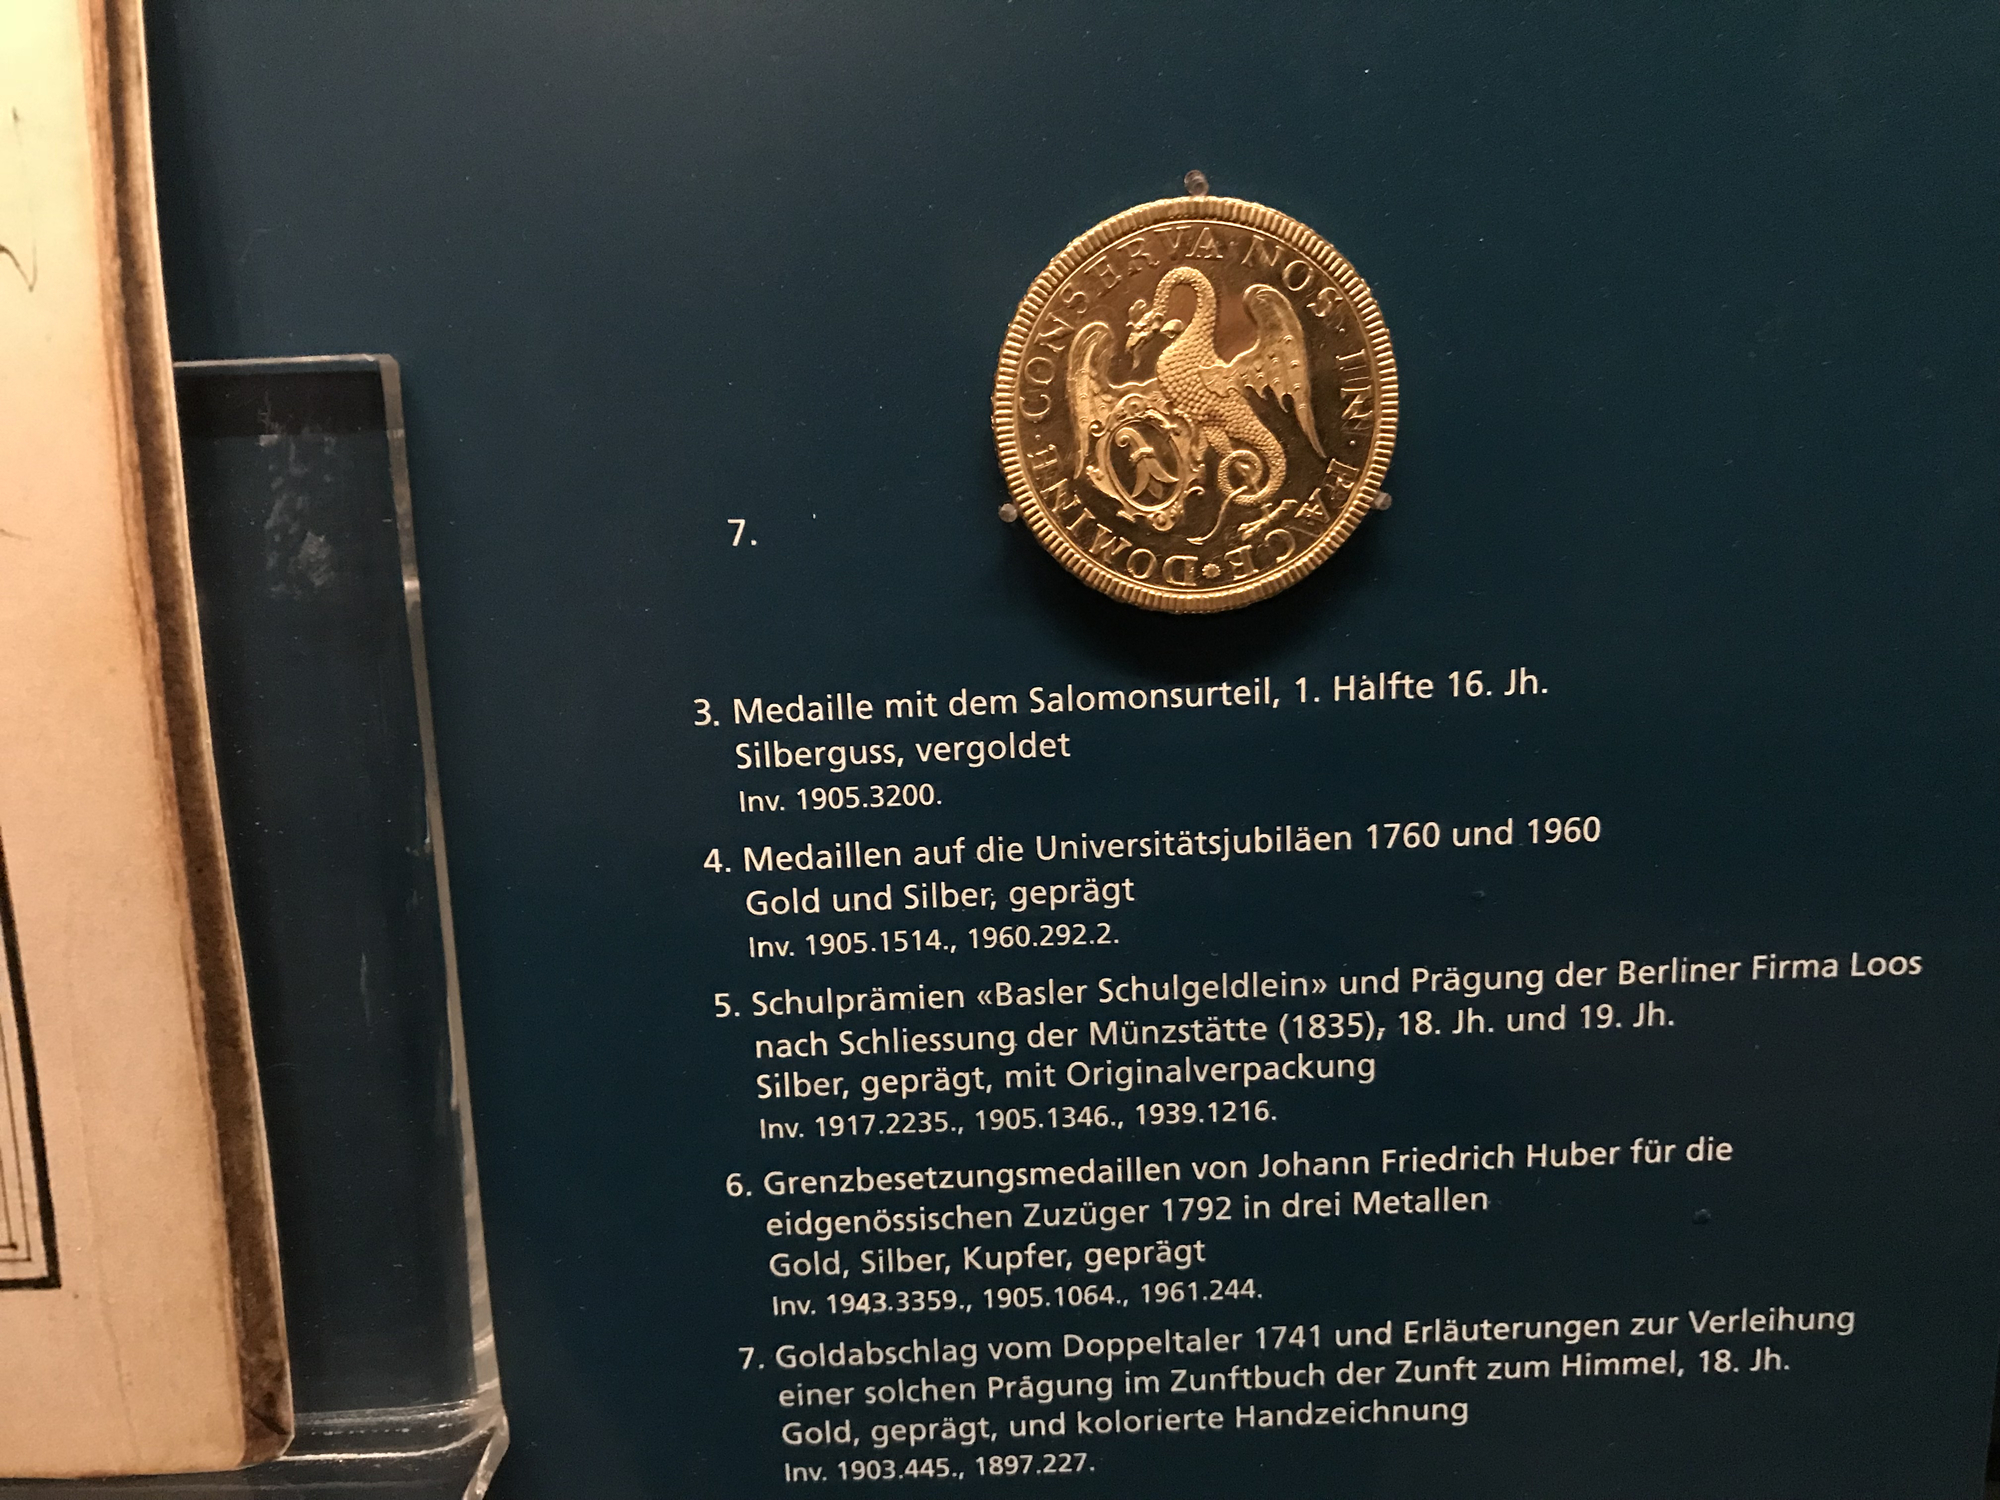 DOMINE · CONSERVA · NOS · IN · PACE
7.
3. Medaille mit dem Salomonsurteil, 1. Hälfte 16. Jh.
Silberguss, vergoldet
Inv. 1905.3200.
4. Medaillen auf die Universitätsjubiläen 1760 und 1960
Gold und Silber, geprägt
Inv. 1905.1514., 1960.292.2.
5. Schulprämien «Basler Schulgeldlein» und Prägung der Berliner Firma Loos
nach Schliessung der Münzstätte (1835), 18. Jh. und 19. Jh.
Silber, geprägt, mit Originalverpackung
Inv. 1917.2235., 1905.1346., 1939.1216.
6. Grenzbesetzungsmedaillen von Johann Friedrich Huber für die
eidgenössischen Zuzüger 1792 in drei Metallen
Gold, Silber, Kupfer, geprägt
Inv. 1943.3359., 1905.1064., 1961.244.
7. Goldabschlag vom Doppeltaler 1741 und Erläuterungen zur Verleihung
einer solchen Prägung im Zunftbuch der Zunft zum Himmel, 18. Jh.
Gold, geprägt, und kolorierte Handzeichnung
Inv. 1903.445., 1897.227.